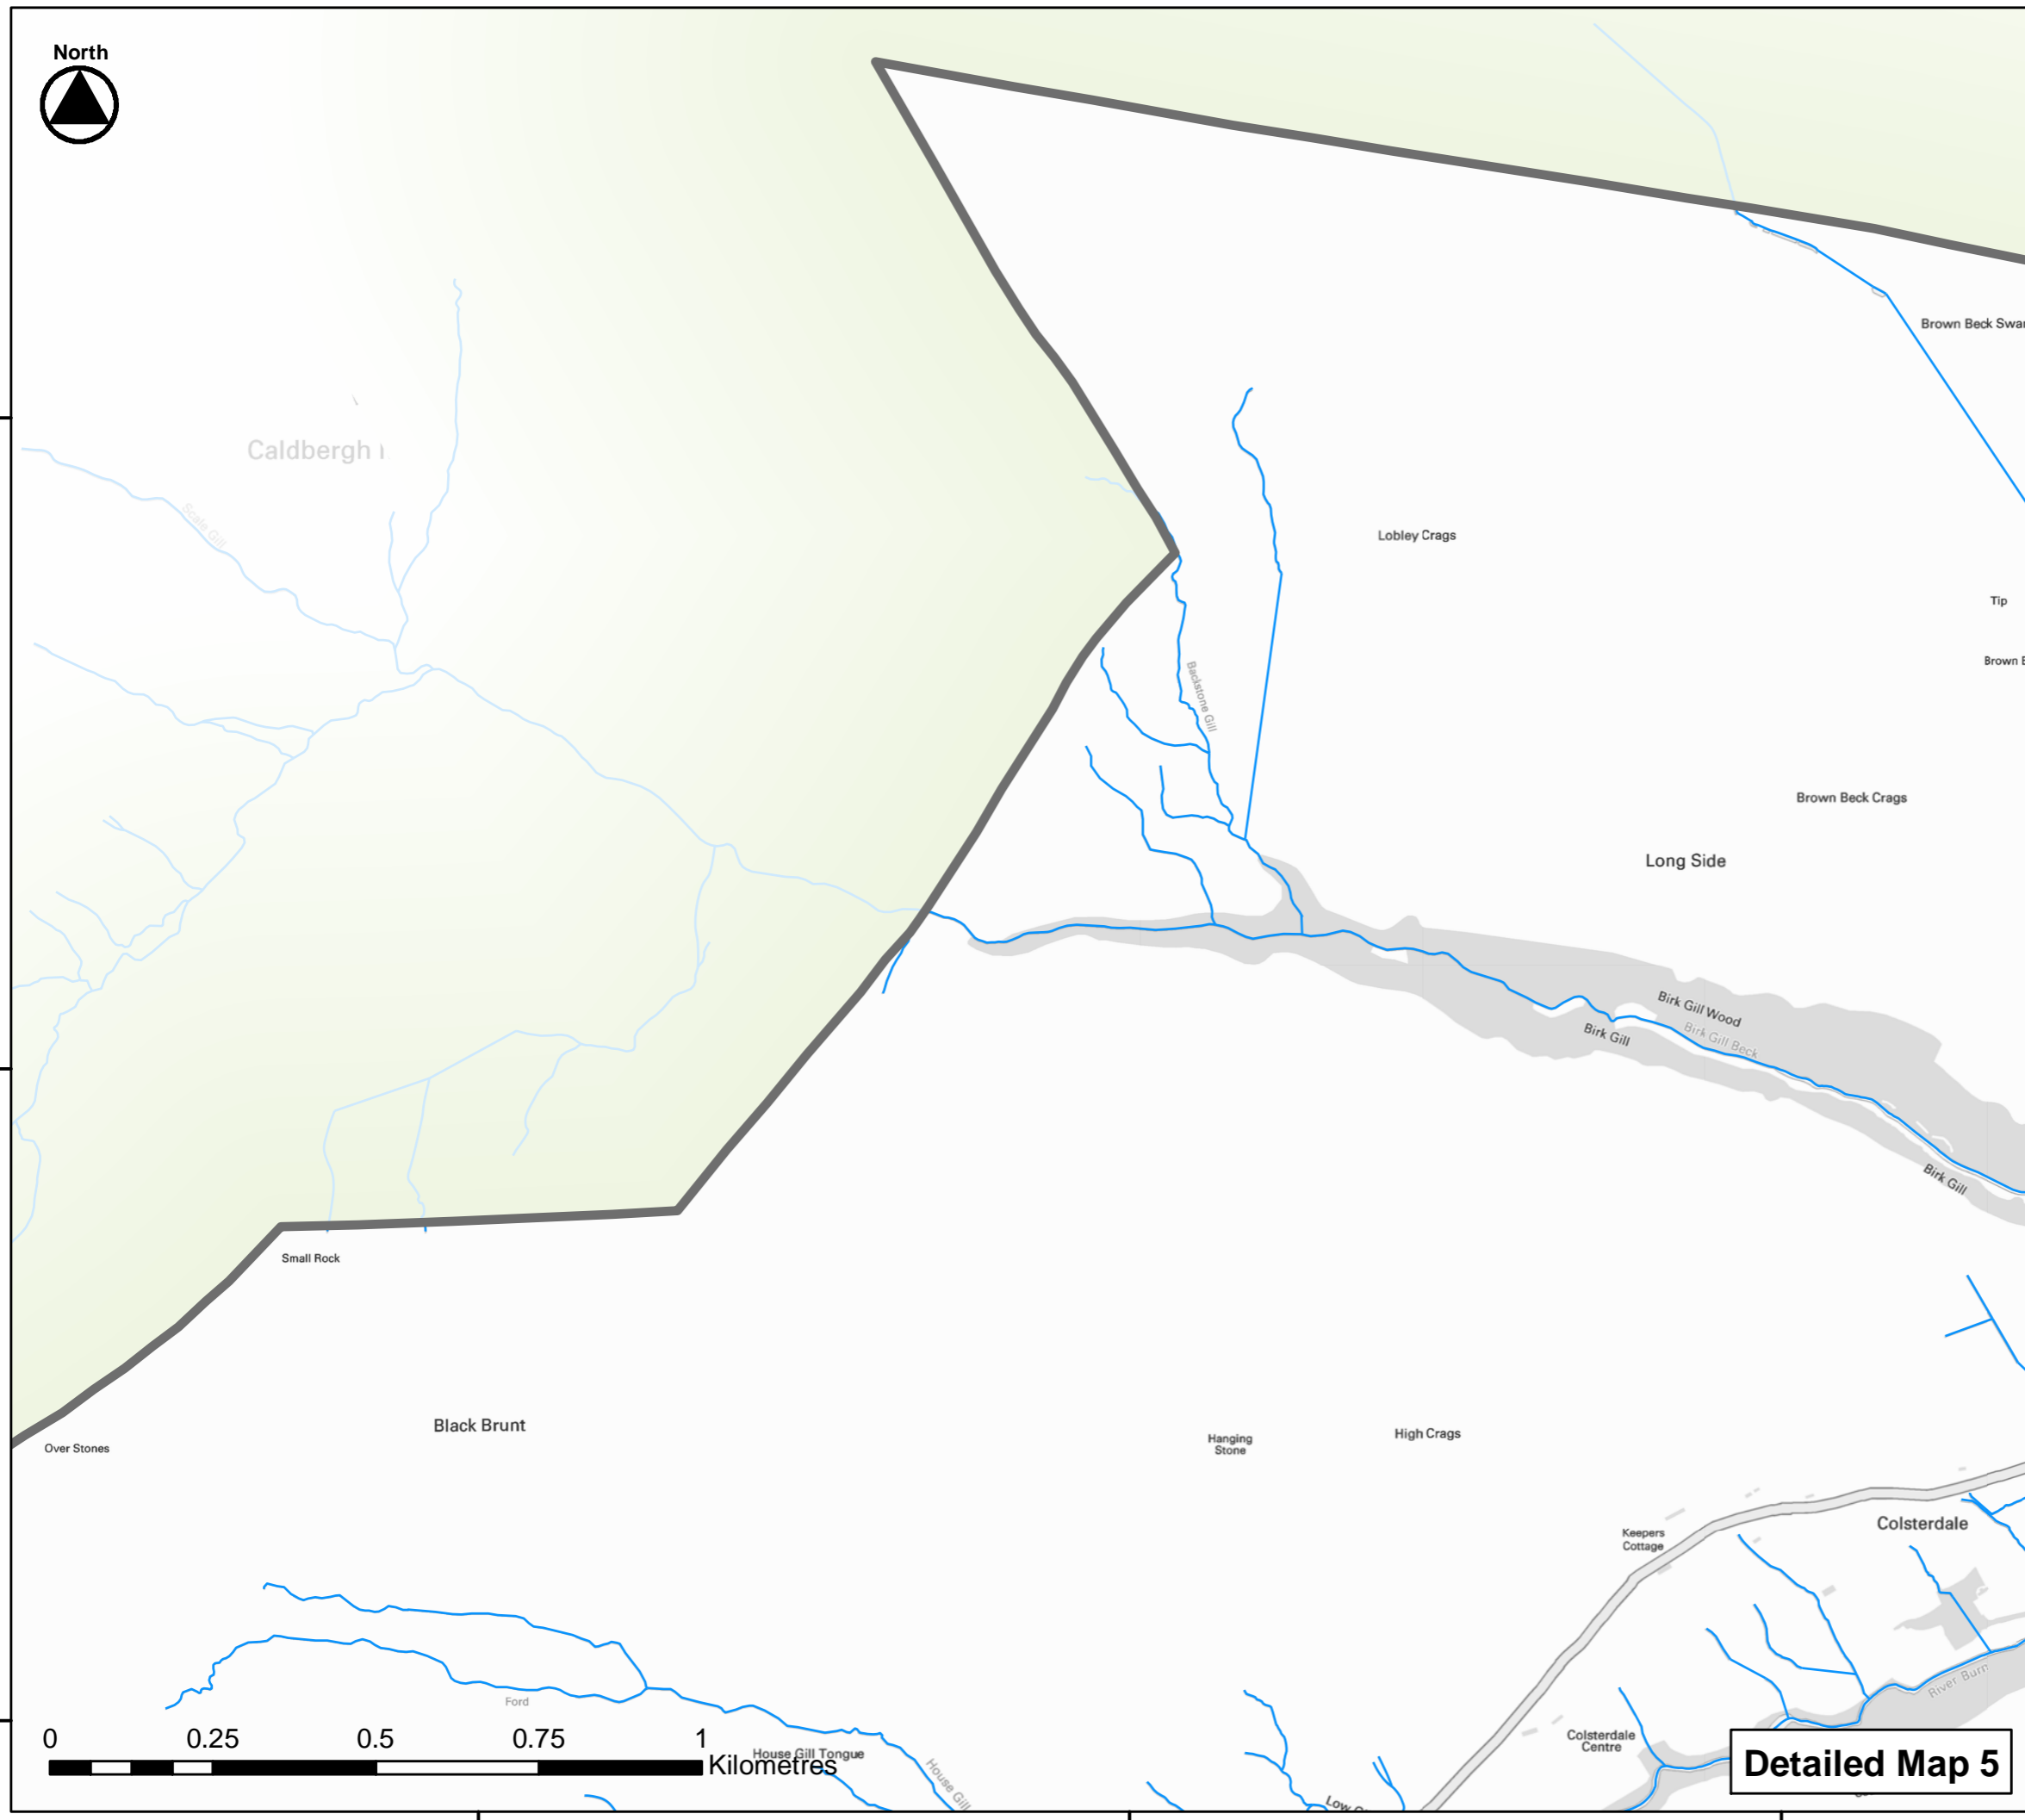 North
Brown Beck Swa
Caldbergh
Scale Gill
Lobley Crags
Tip
Brown
Backstone Gill
Brown Beck Crags
Long Side
Birk Gill Wood
Birk Gill Beck
Birk Gill
Birk Gill
Small Rock
Black Brunt
Over Stones
Hanging
Stone
High Crags
Keepers
Cottage
Colsterdale
River Burn
Ford
House Gill Tongue
House Gill
Colsterdale
Centre
Low
0 0.25 0.5 0.75 1
Kilometres
Detailed Map 5